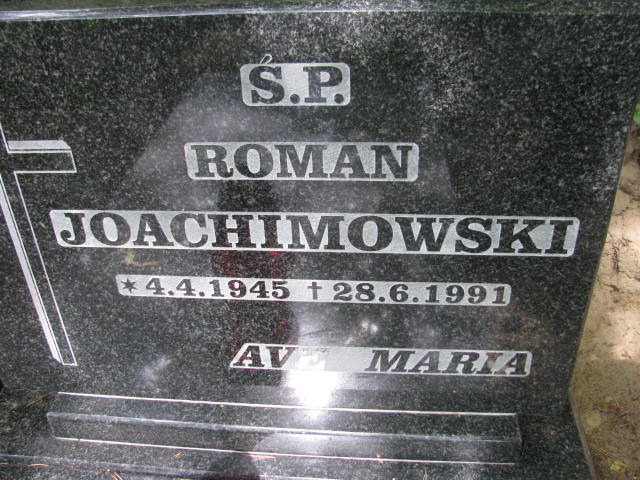 Ś.P.
ROMAN
JOACHIMOWSKI
* 4.4.1945 † 28.6.1991
AVE MARIA